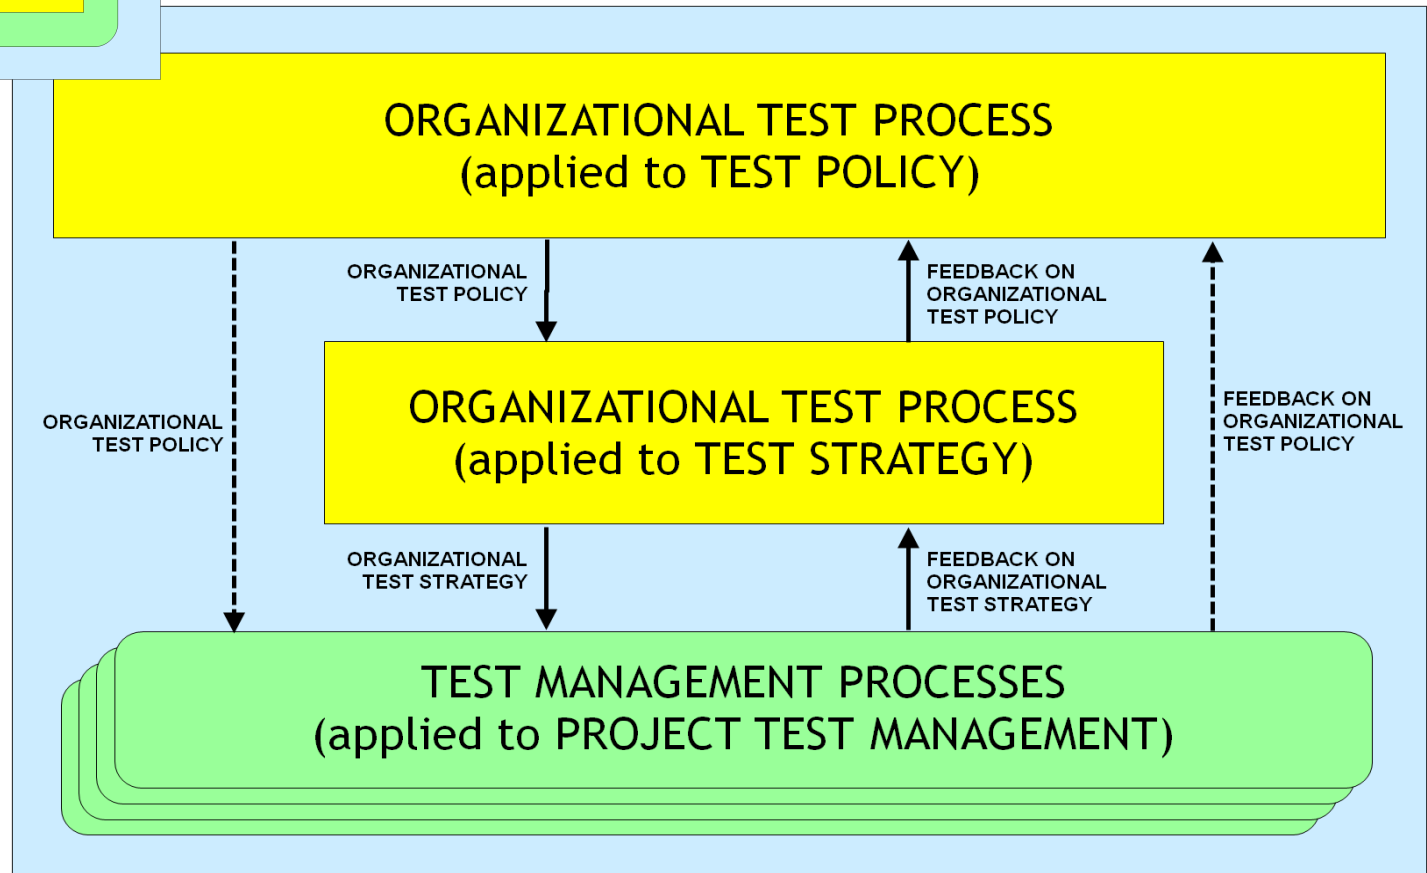 ORGANIZATIONAL TEST PROCESS
(applied to TEST POLICY)
ORGANIZATIONAL
TEST POLICY
FEEDBACK ON
ORGANIZATIONAL
TEST POLICY
ORGANIZATIONAL TEST PROCESS
(applied to TEST STRATEGY)
ORGANIZATIONAL
TEST POLICY
FEEDBACK ON
ORGANIZATIONAL
TEST POLICY
ORGANIZATIONAL
TEST STRATEGY
FEEDBACK ON
ORGANIZATIONAL
TEST STRATEGY
TEST MANAGEMENT PROCESSES
(applied to PROJECT TEST MANAGEMENT)